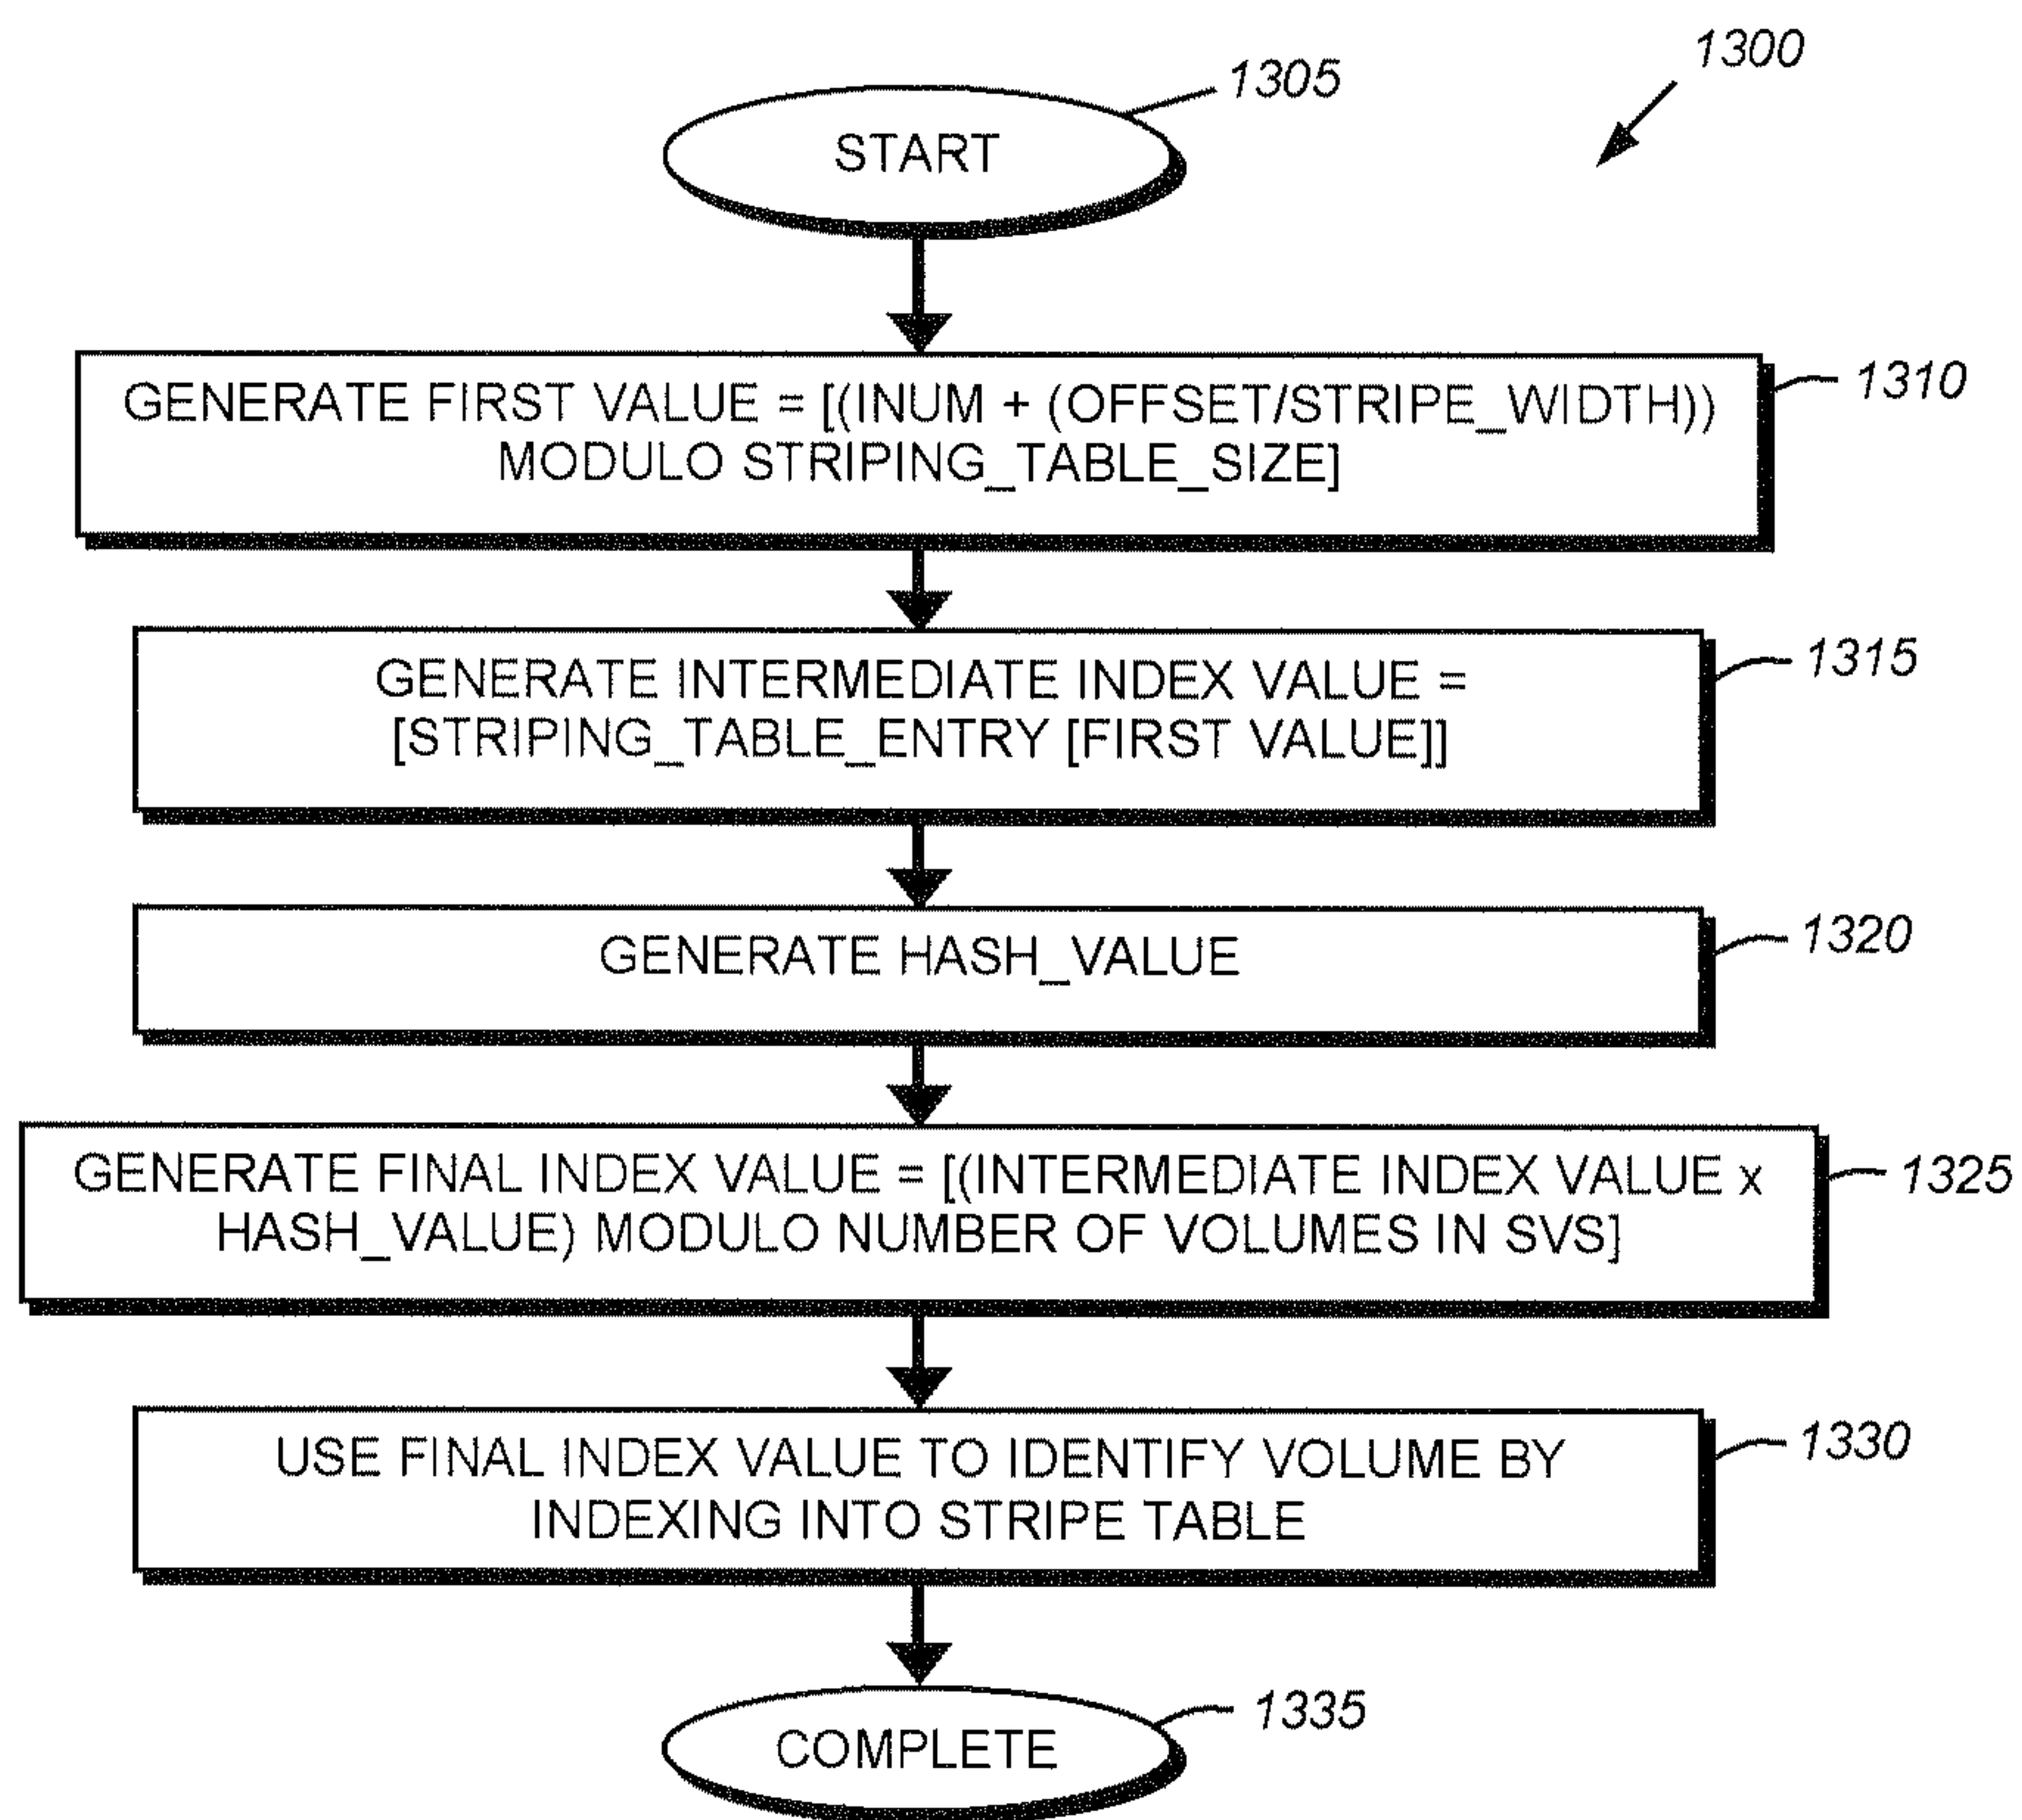 1300
1305
START
1310
GENERATE FIRST VALUE = [(INUM + (OFFSET/STRIPE_WIDTH))
MODULO STRIPING_TABLE_SIZE]
1315
GENERATE INTERMEDIATE INDEX VALUE =
[STRIPING_TABLE_ENTRY [FIRST VALUE]]
1320
GENERATE HASH_VALUE
1325
GENERATE FINAL INDEX VALUE = [(INTERMEDIATE INDEX VALUE x
HASH_VALUE) MODULO NUMBER OF VOLUMES IN SVS]
1330
USE FINAL INDEX VALUE TO IDENTIFY VOLUME BY
INDEXING INTO STRIPE TABLE
1335
COMPLETE